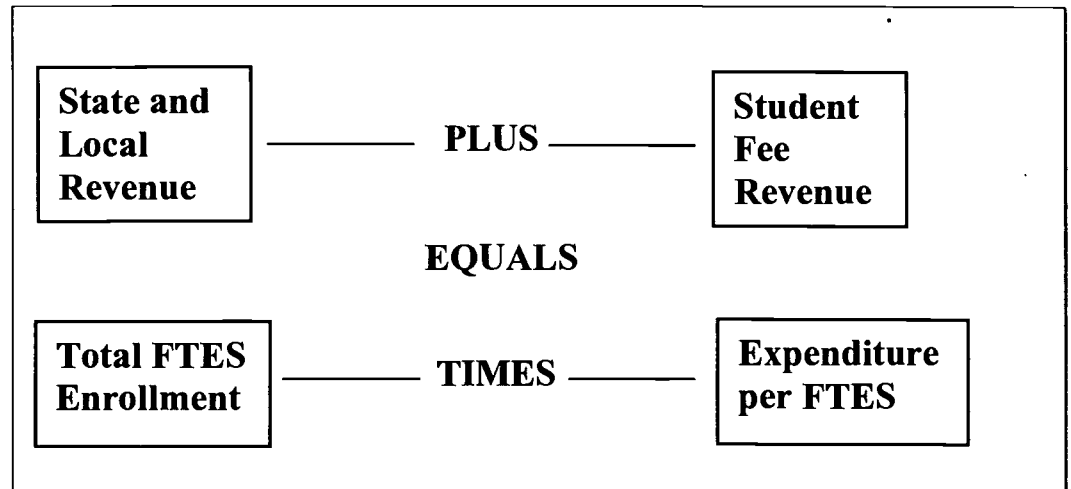 State and
Local
Revenue
PLUS
Student
Fee
Revenue
EQUALS
Total FTES
Enrollment
TIMES
Expenditure
per FTES